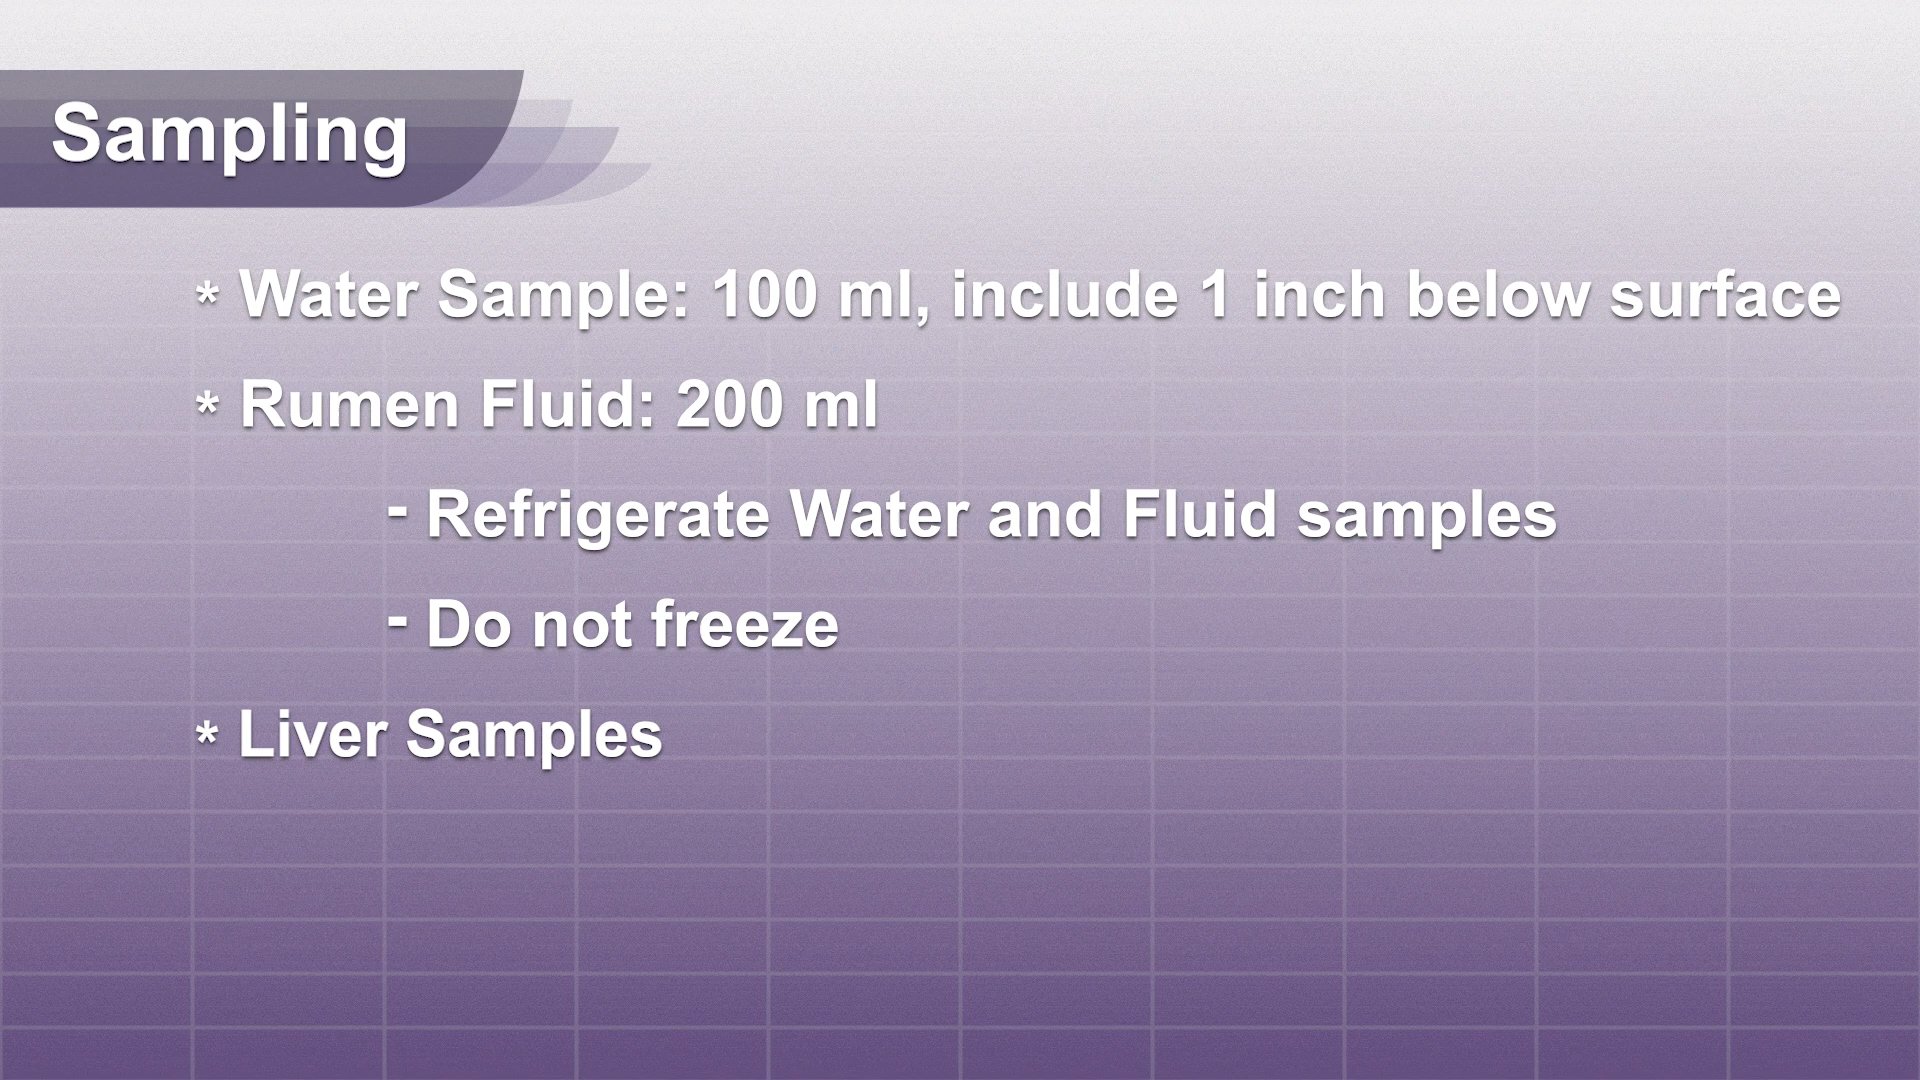 Sampling
* Water Sample: 100 ml, include 1 inch below surface
* Rumen Fluid: 200 ml
- Refrigerate Water and Fluid samples
- Do not freeze
* Liver Samples